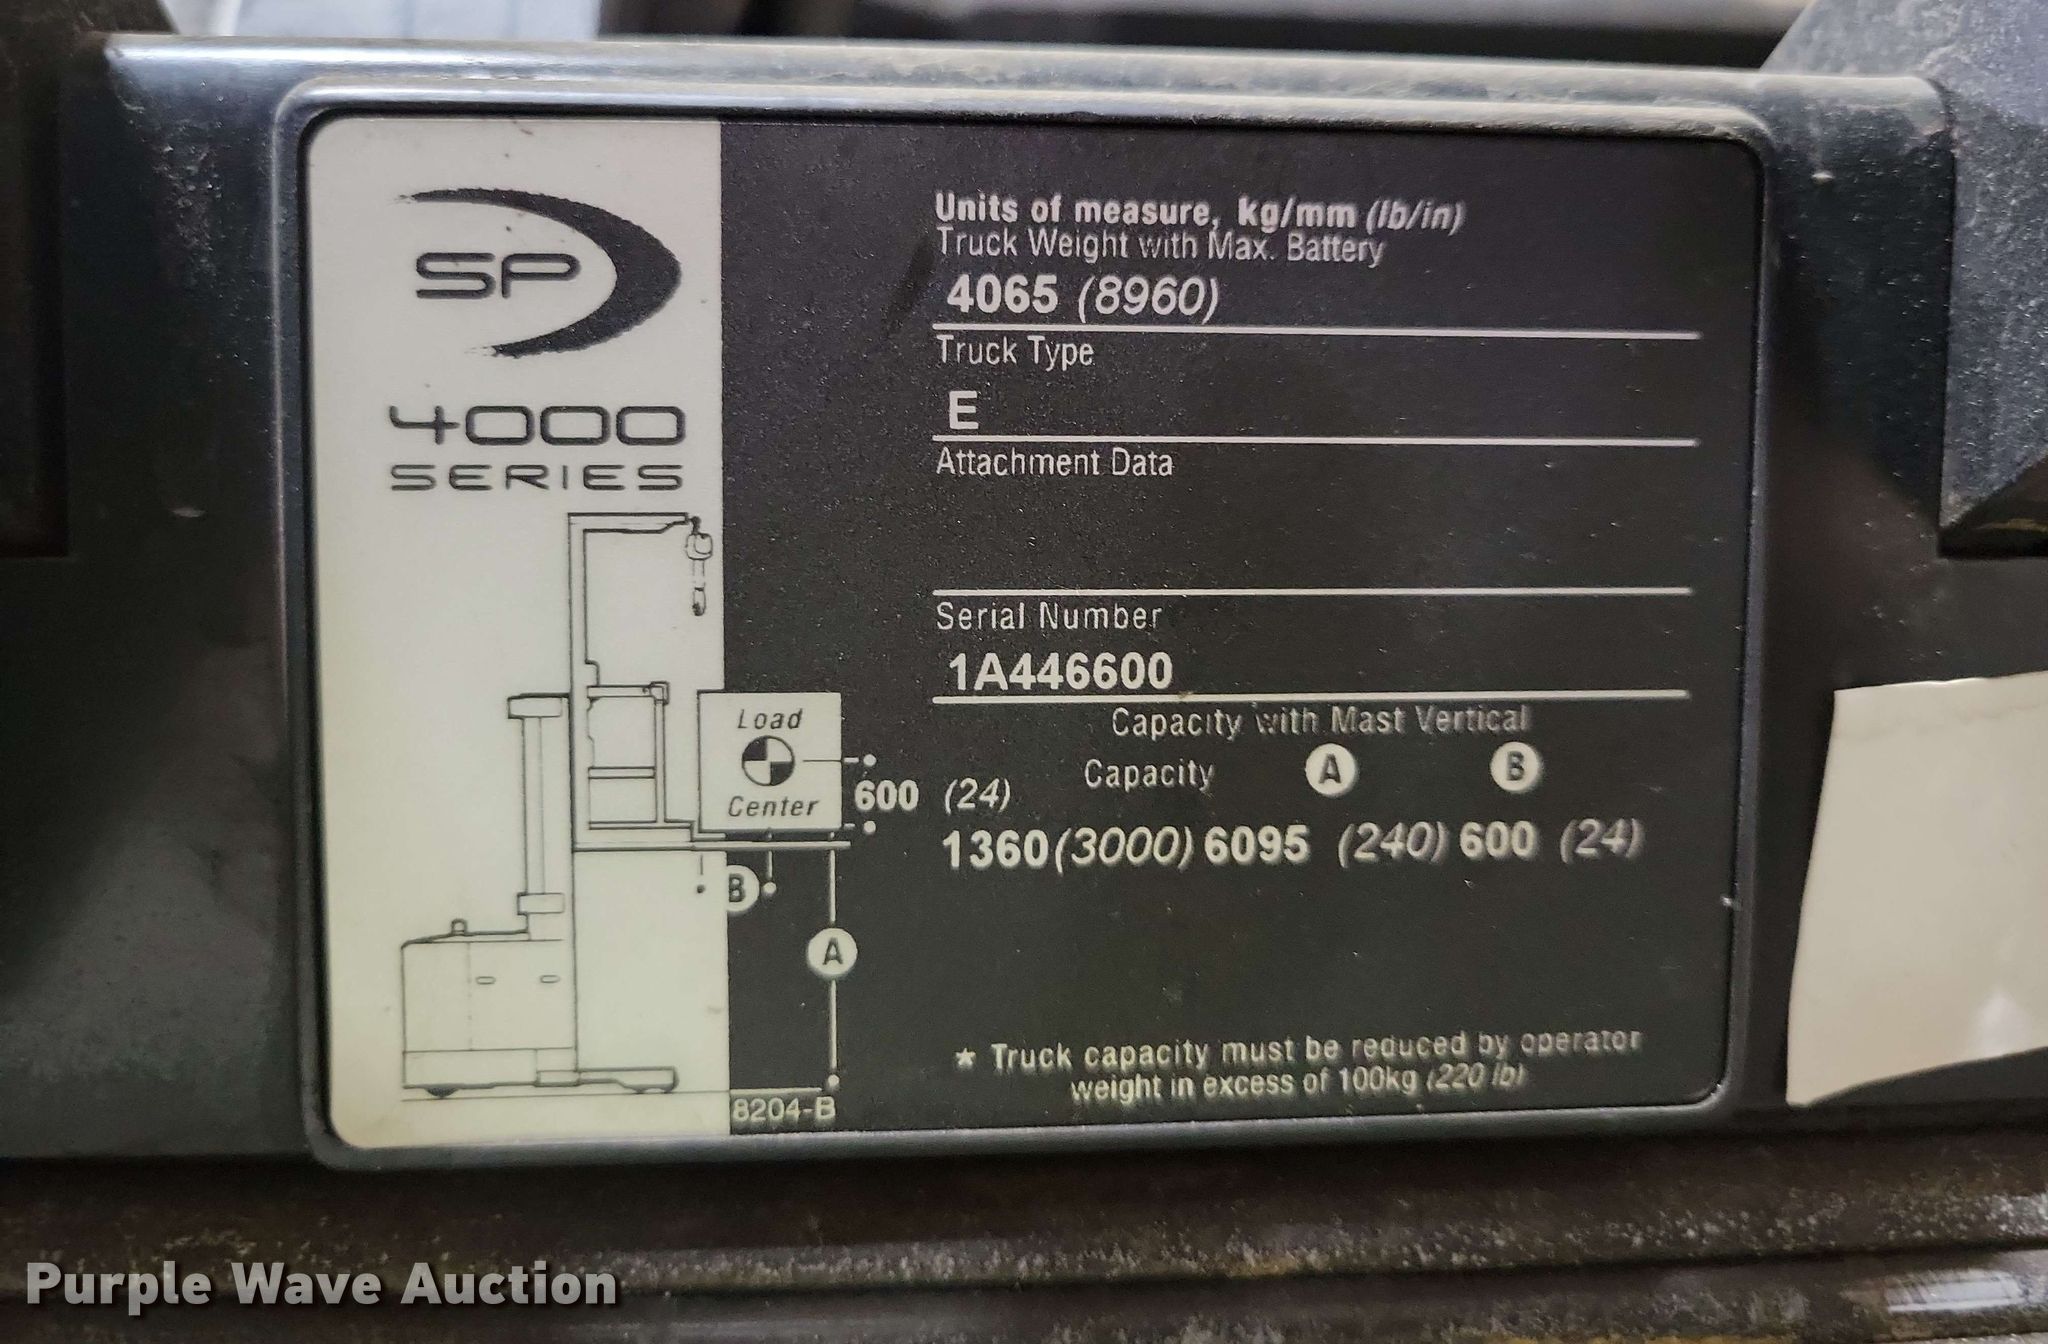 SP
4000
SERIES
Load
Center
600 (24)
B
A
8204-B
Units of measure, kg/mm (lb/in)
Truck Weight with Max. Battery
4065 (8960)
Truck Type
E
Attachment Data
Serial Number
1A446600
Capacity with Mast Vertical
Capacity A B
1360 (3000) 6095 (240) 600 (24)
* Truck capacity must be reduced by operator
weight in excess of 100kg (220 lb)
Purple Wave Auction